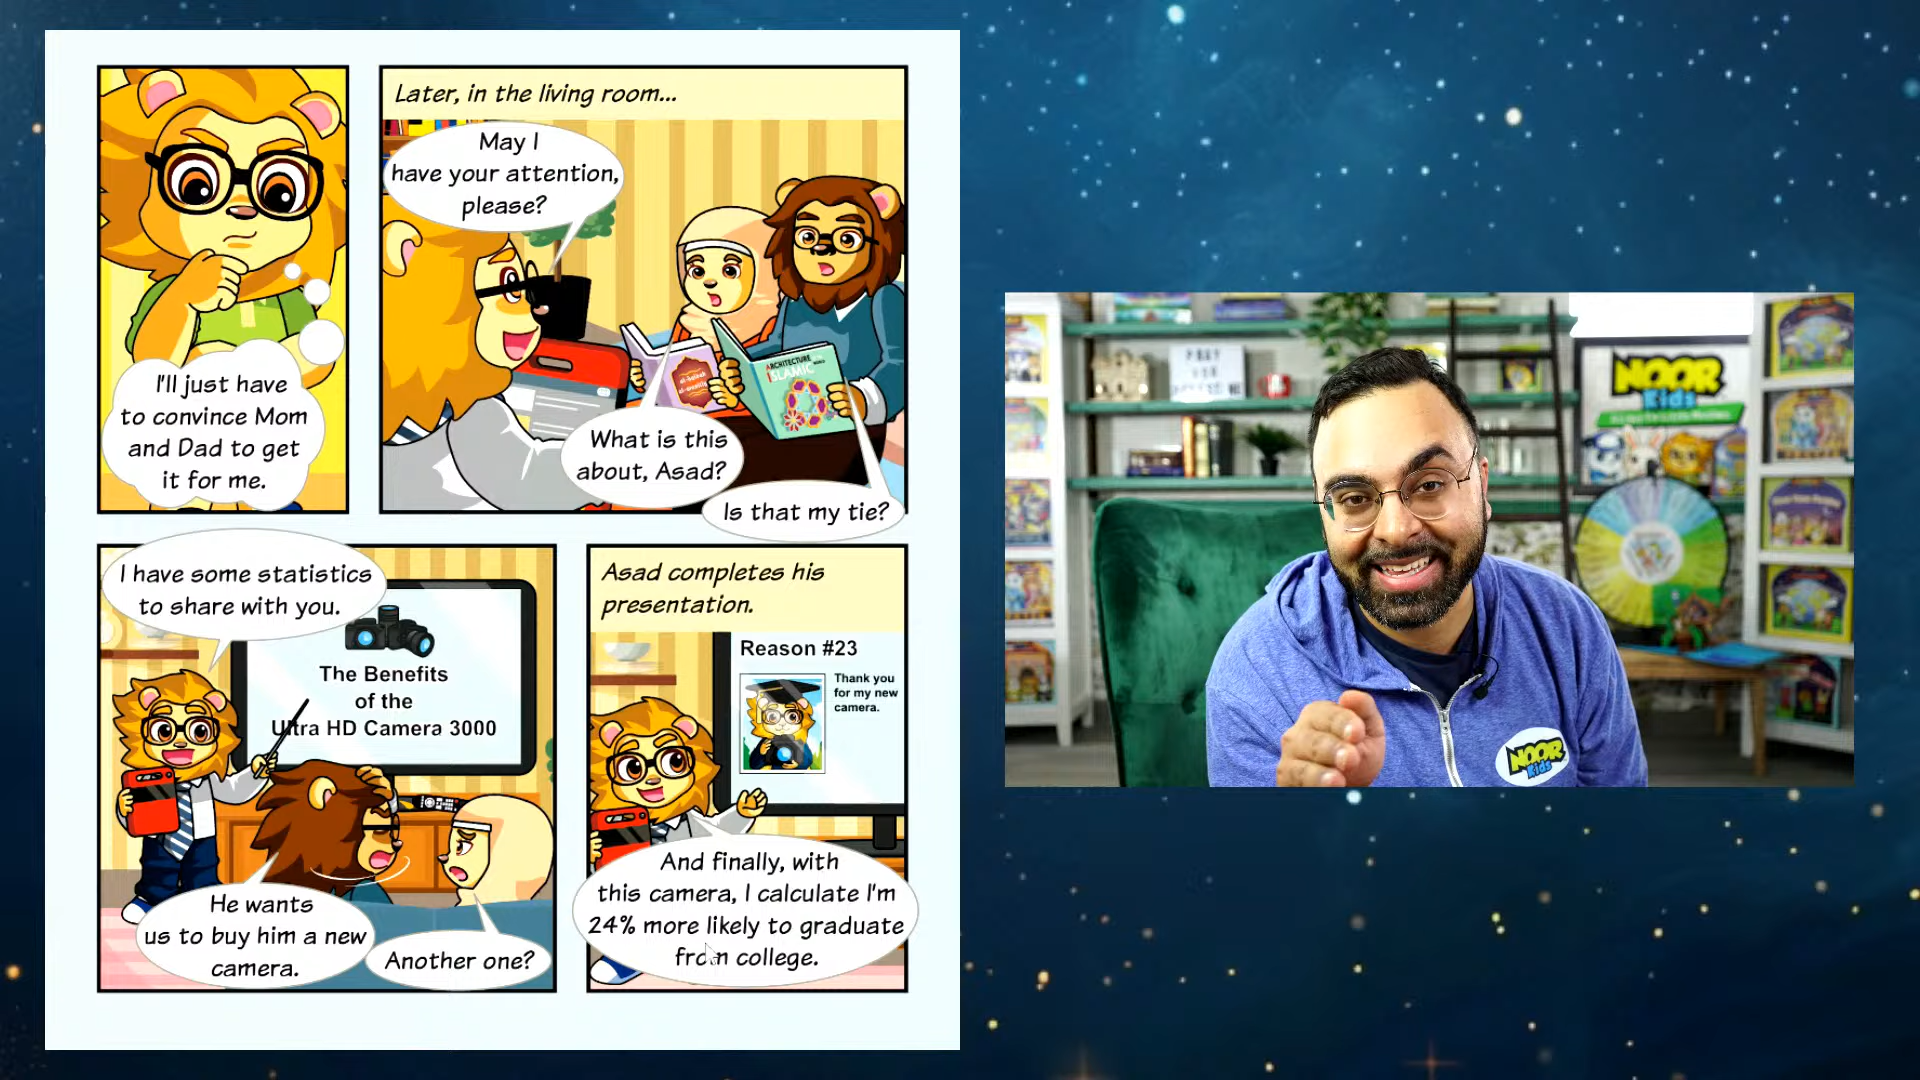 I'll just have
to convince Mom
and Dad to get
it for me.
Later, in the living room...
May I
have your attention,
please?
ARCHITECTURE
ISLAMIC
What is this
about, Asad?
Is that my tie?
I have some statistics
to share with you.
The Benefits
of the
Ultra HD Camera 3000
He wants
us to buy him a new
camera.
Another one?
Asad completes his
presentation.
Reason #23
Thank you
for my new
camera.
And finally, with
this camera, I calculate I'm
24% more likely to graduate
from college.
NOOR
Kids
NOOR
Kids